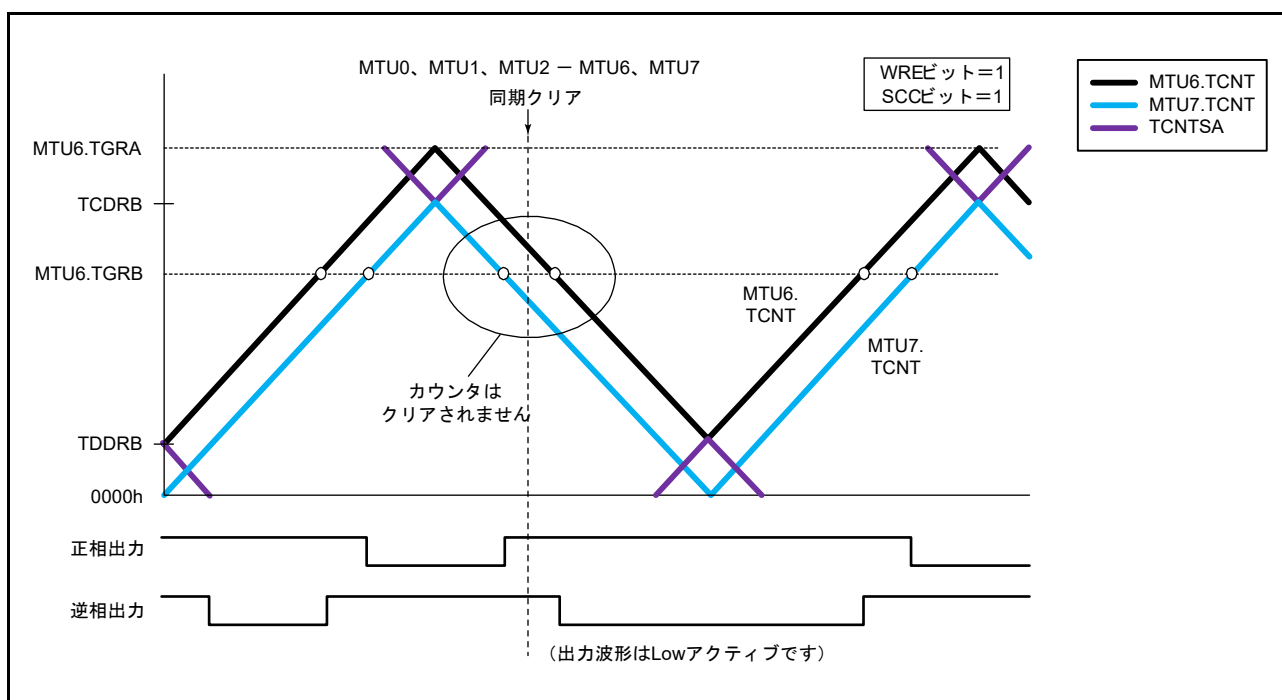 MTU0、MTU1、MTU2 － MTU6、MTU7
同期クリア
WREビット＝1
SCCビット＝1
MTU6.TCNT
MTU7.TCNT
TCNTSA
MTU6.TGRA
TCDRB
MTU6.TGRB
TDDRB
0000h
MTU6.
TCNT
MTU7.
TCNT
カウンタは
クリアされません
正相出力
逆相出力
（出力波形はLowアクティブです）